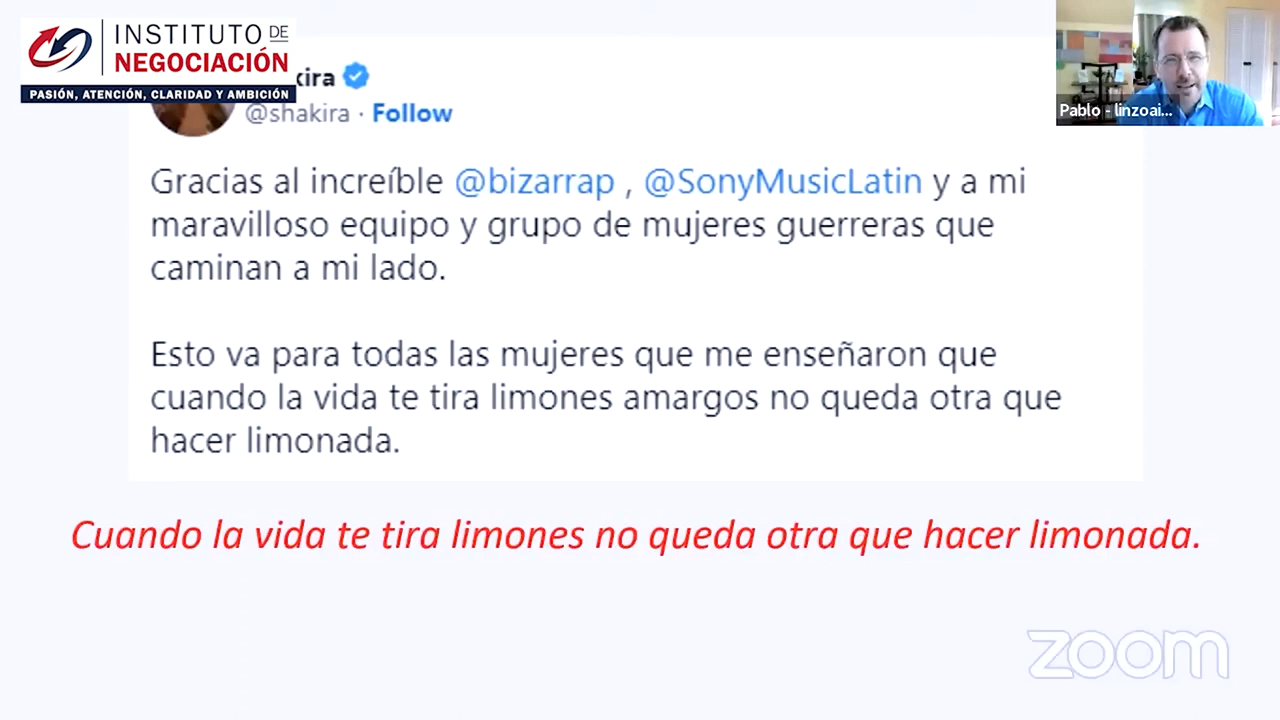 INSTITUTO DE
NEGOCIACIÓN
PASIÓN, ATENCIÓN, CLARIDAD Y AMBICIÓN
kira
@shakira · Follow
Pablo - linzoai...
Gracias al increíble @bizarrap , @SonyMusicLatin y a mi
maravilloso equipo y grupo de mujeres guerreras que
caminan a mi lado.
Esto va para todas las mujeres que me enseñaron que
cuando la vida te tira limones amargos no queda otra que
hacer limonada.
Cuando la vida te tira limones no queda otra que hacer limonada.
zoom